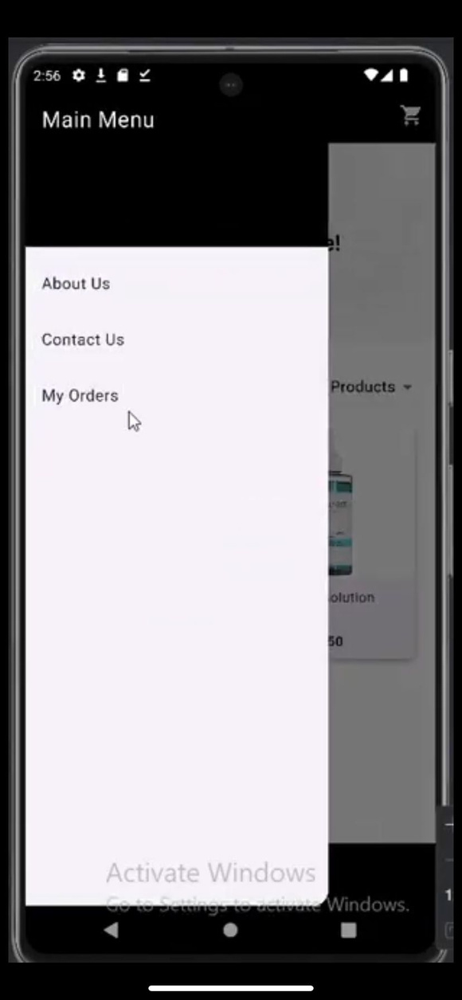 2:56
Main Menu
e!
About Us
Contact Us
My Orders
Products
olution
50
Activate Windows
Go to Settings to activate Windows.
1